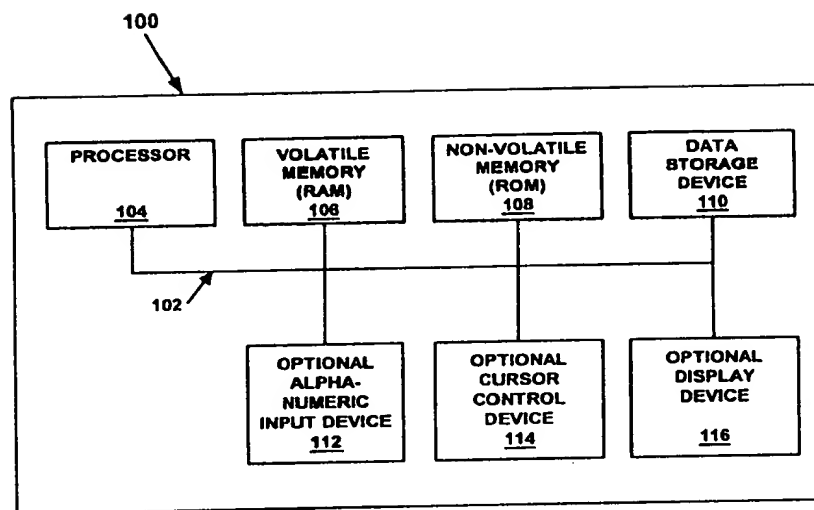 100
PROCESSOR
104
VOLATILE
MEMORY
(RAM)
106
NON-VOLATILE
MEMORY
(ROM)
108
DATA
STORAGE
DEVICE
110
102
OPTIONAL
ALPHA-
NUMERIC
INPUT DEVICE
112
OPTIONAL
CURSOR
CONTROL
DEVICE
114
OPTIONAL
DISPLAY
DEVICE
116